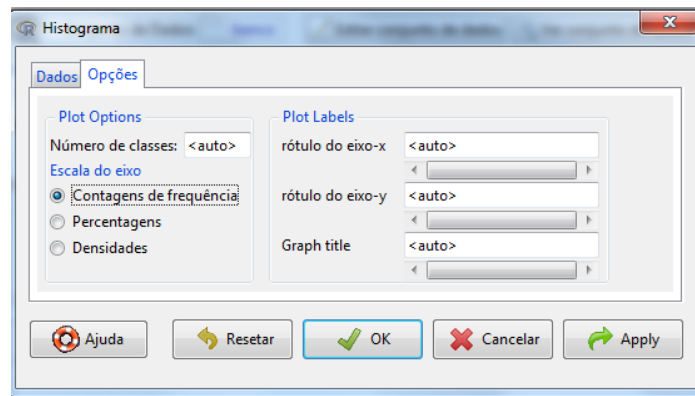 Histograma
Dados Opções
Plot Options
Número de classes: <auto>
Escala do eixo
Contagens de frequência
Percentagens
Densidades
Plot Labels
rótulo do eixo-x <auto>
rótulo do eixo-y <auto>
Graph title <auto>
Ajuda Resetar OK Cancelar Apply